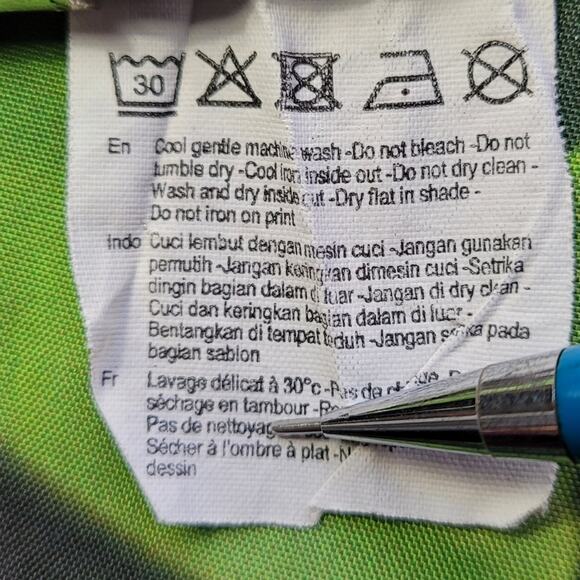 30
En Cool gentle machine wash -Do not bleach -Do not
tumble dry -Cool iron inside out -Do not dry clean -
Wash and dry inside out -Dry flat in shade -
Do not iron on print
Indo Cuci lembut dengan mesin cuci -Jangan gunakan
pemutih -Jangan keringkan dimesin cuci -Setrika
dingin bagian dalam di luar -Jangan di dry clean -
Cuci dan keringkan bagian dalam di luar -
Bentangkan di tempat teduh -Jangan setrika pada
bagian sablon
Fr Lavage délicat à 30°c -Pas de
séchage en tambour
Pas de nettoyag
Sécher à l'ombre à plat -N
dessin